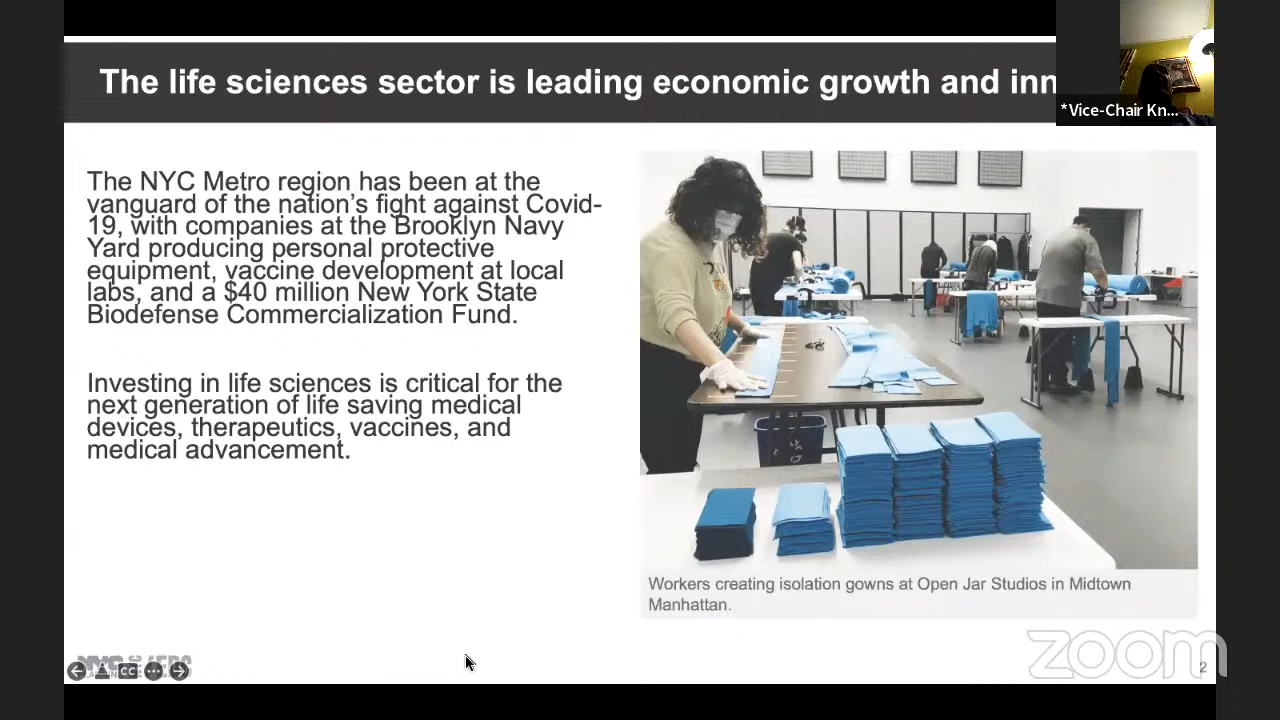 The life sciences sector is leading economic growth and inn
*Vice-Chair Kn...
The NYC Metro region has been at the
vanguard of the nation's fight against Covid-
19, with companies at the Brooklyn Navy
Yard producing personal protective
equipment, vaccine development at local
labs, and a $40 million New York State
Biodefense Commercialization Fund.
Investing in life sciences is critical for the
next generation of life saving medical
devices, therapeutics, vaccines, and
medical advancement.
Workers creating isolation gowns at Open Jar Studios in Midtown
Manhattan.
NYC
CC
zoom
2